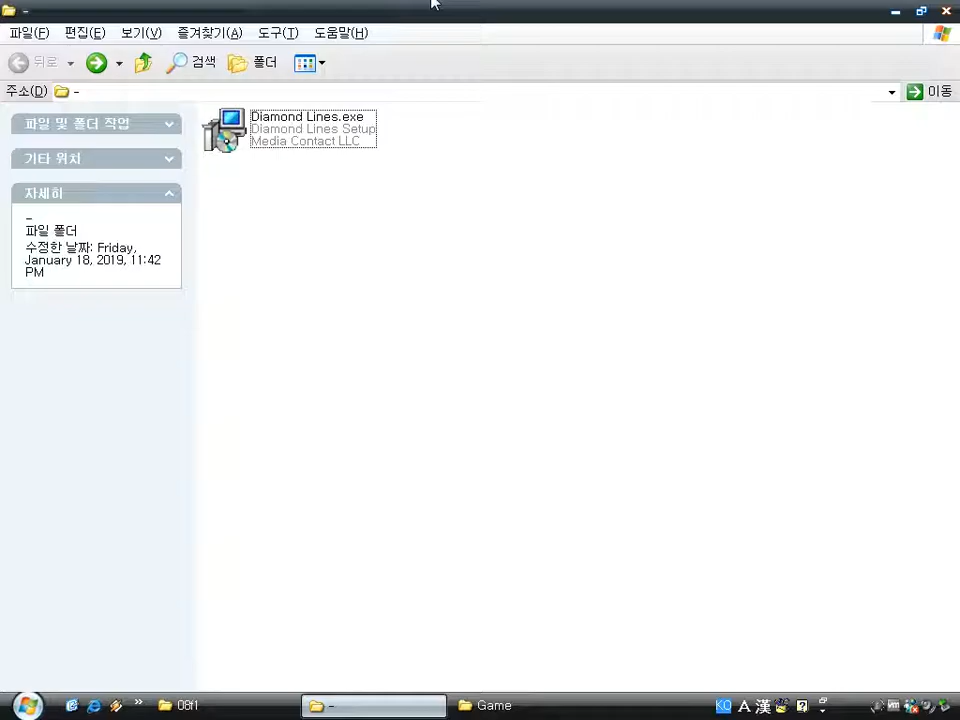 -
파일(F) 편집(E) 보기(V) 즐겨찾기(A) 도구(T) 도움말(H)
뒤로 검색 폴더
주소(D) - 이동
파일 및 폴더 작업
기타 위치
자세히
-
파일 폴더
수정한 날짜: Friday,
January 18, 2019, 11:42
PM
Diamond Lines.exe
Diamond Lines Setup
Media Contact LLC
08f1 - Game KO A 漢